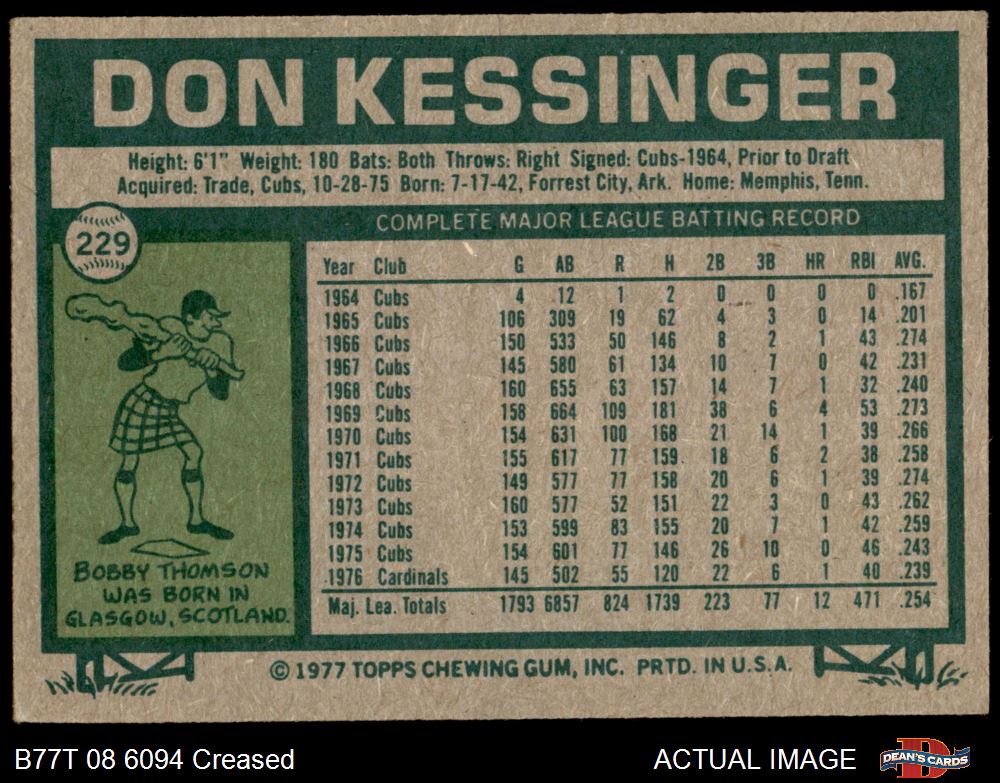 DON KESSINGER
Height: 6'1" Weight: 180 Bats: Both Throws: Right Signed: Cubs-1964, Prior to Draft
Acquired: Trade, Cubs, 10-28-75 Born: 7-17-42, Forrest City, Ark. Home: Memphis, Tenn.
229
COMPLETE MAJOR LEAGUE BATTING RECORD
Year Club G AB R H 2B 3B HR RBI AVG.
1964 Cubs 4 12 1 2 0 0 0 0 .167
1965 Cubs 106 309 19 62 4 3 0 14 .201
1966 Cubs 150 533 50 146 8 2 1 43 .274
1967 Cubs 145 580 61 134 10 7 0 42 .231
1968 Cubs 160 655 63 157 14 7 1 32 .240
1969 Cubs 158 664 109 181 38 6 4 53 .273
1970 Cubs 154 631 100 168 21 14 1 39 .266
1971 Cubs 155 617 77 159 18 6 2 38 .258
1972 Cubs 149 577 77 158 20 6 1 39 .274
1973 Cubs 160 577 52 151 22 3 0 43 .262
1974 Cubs 153 599 83 155 20 7 1 42 .259
1975 Cubs 154 601 77 146 26 10 0 46 .243
1976 Cardinals 145 502 55 120 22 6 1 40 .239
Maj. Lea. Totals 1793 6857 824 1739 223 77 12 471 .254
BOBBY THOMSON
WAS BORN IN
GLASGOW, SCOTLAND.
© 1977 TOPPS CHEWING GUM, INC. PRTD. IN U.S.A.
B77T 08 6094 Creased
ACTUAL IMAGE
DEAN'S CARDS